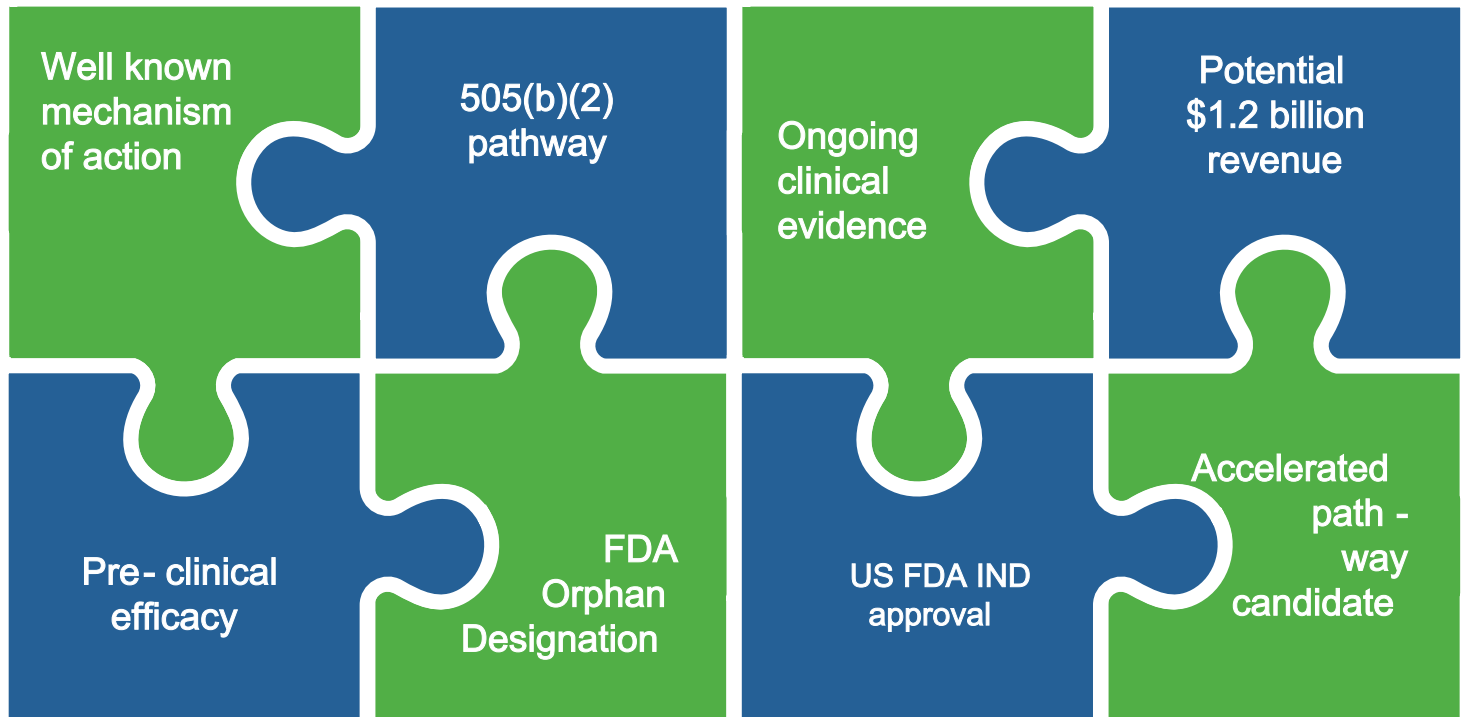 Well known
mechanism
of action
505(b)(2)
pathway
Ongoing
clinical
evidence
Potential
$1.2 billion
revenue
Pre- clinical
efficacy
FDA
Orphan
Designation
US FDA IND
approval
Accelerated
path -
way
candidate